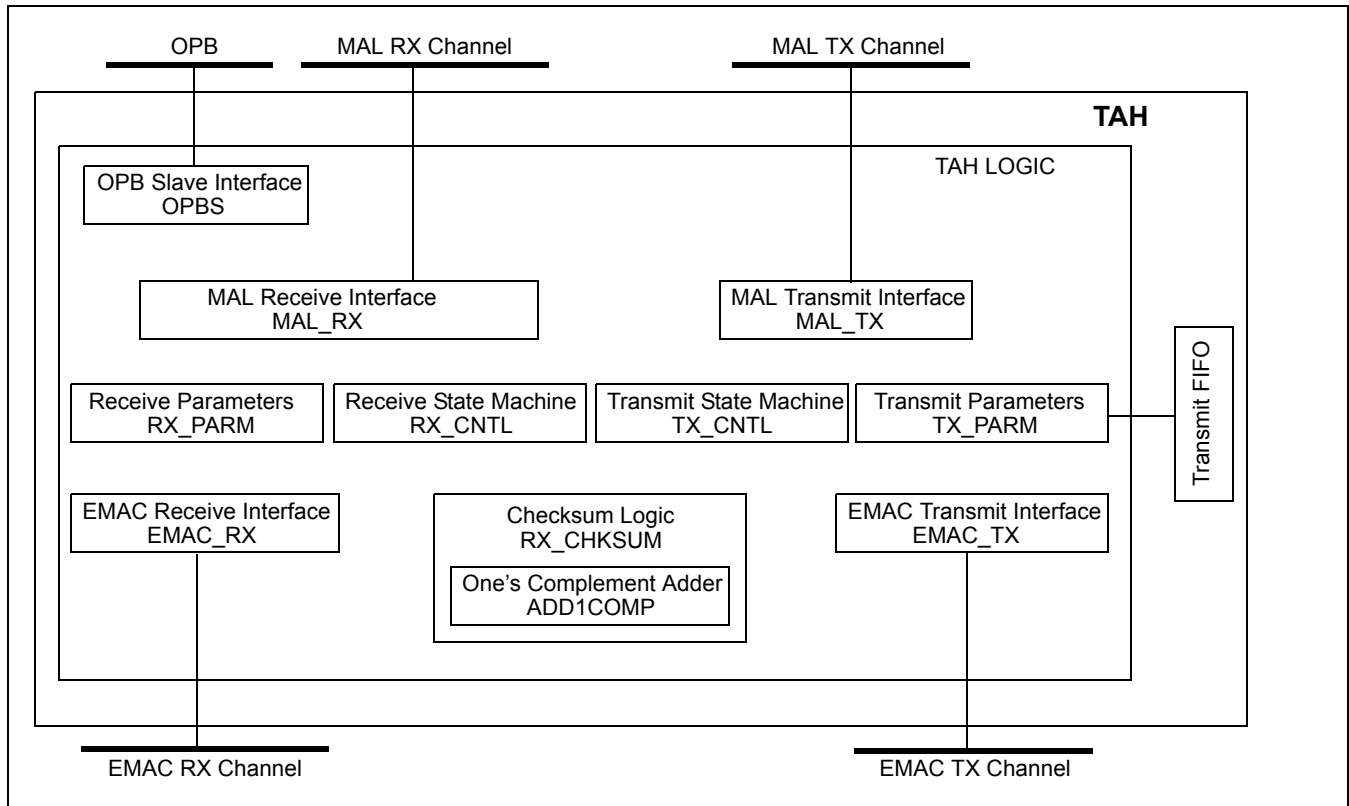 OPB
MAL RX Channel
MAL TX Channel
TAH
TAH LOGIC
OPB Slave Interface
OPBS
MAL Receive Interface
MAL_RX
MAL Transmit Interface
MAL_TX
Transmit FIFO
Receive Parameters
RX_PARM
Receive State Machine
RX_CNTL
Transmit State Machine
TX_CNTL
Transmit Parameters
TX_PARM
EMAC Receive Interface
EMAC_RX
Checksum Logic
RX_CHKSUM
One's Complement Adder
ADD1COMP
EMAC Transmit Interface
EMAC_TX
EMAC RX Channel
EMAC TX Channel